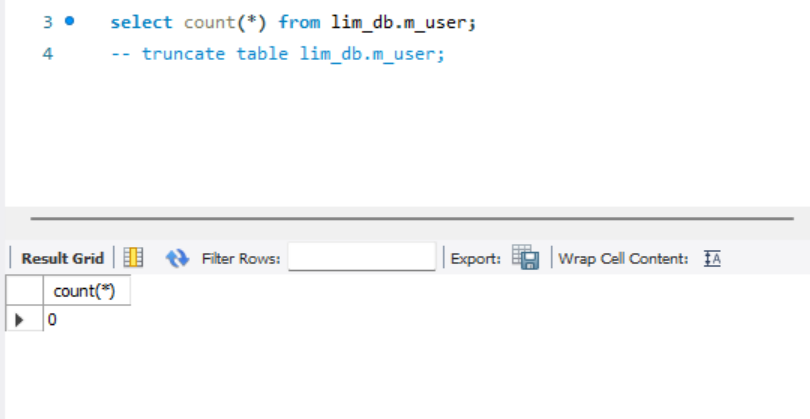 3 select count(*) from lim_db.m_user;
4 -- truncate table lim_db.m_user;
Result Grid Filter Rows: Export: Wrap Cell Content: IA
count(*)
0